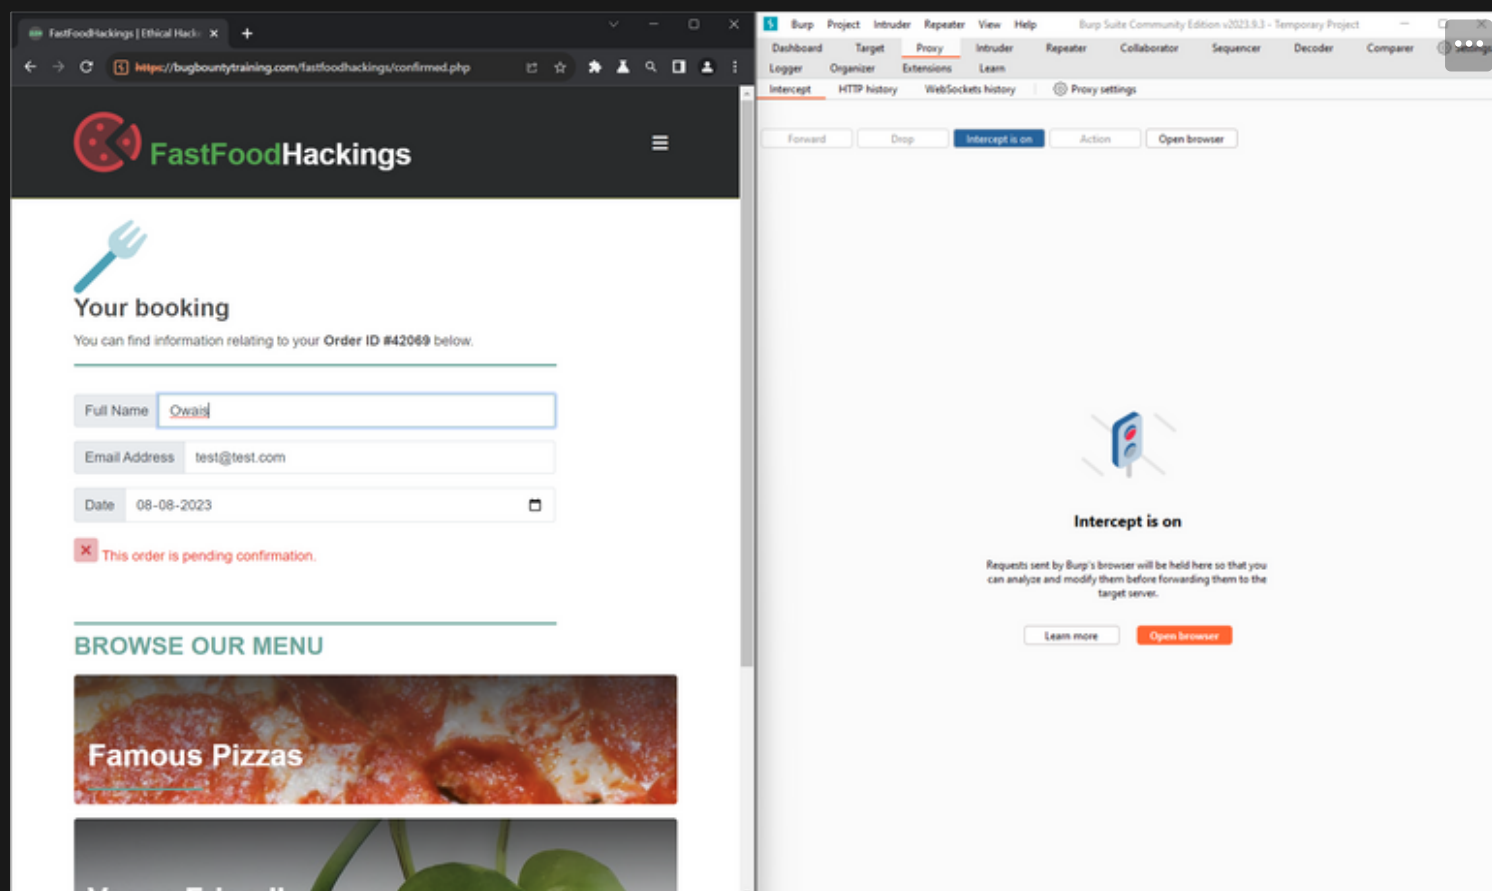 FastFoodHackings | Ethical Hack
https://bugbountytraining.com/fastfoodhackings/confirmed.php
FastFoodHackings
Your booking
You can find information relating to your Order ID #42069 below.
Full Name Owais
Email Address test@test.com
Date 08-08-2023
This order is pending confirmation.
BROWSE OUR MENU
Famous Pizzas
Burp Project Intruder Repeater View Help Burp Suite Community Edition v2023.9.3 - Temporary Project
Dashboard Target Proxy Intruder Repeater Collaborator Sequencer Decoder Comparer
Logger Organizer Extensions Learn
Intercept HTTP history WebSockets history Proxy settings
Forward Drop Intercept is on Action Open browser
Intercept is on
Requests sent by Burp's browser will be held here so that you
can analyze and modify them before forwarding them to the
target server.
Learn more Open browser